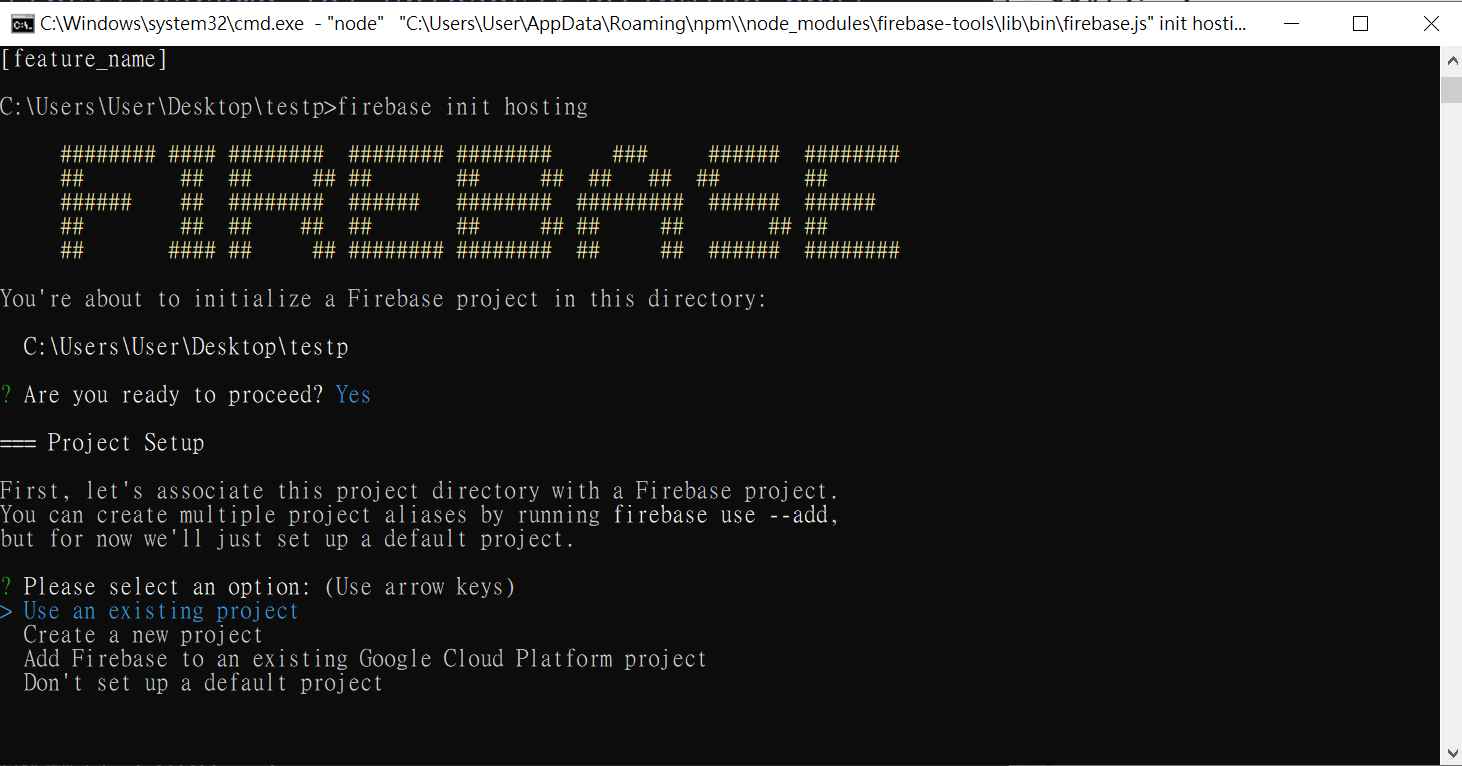 C:\Windows\system32\cmd.exe - "node" "C:\Users\User\AppData\Roaming\npm\\node_modules\firebase-tools\lib\bin\firebase.js" init hosti...
[feature_name]
C:\Users\User\Desktop\testp>firebase init hosting
######## #### ######## ######## ######## ### ###### ########
## ## ## ## ## ## ## ## ## ## ##
###### ## ######## ###### ######## ######### ###### ######
## ## ## ## ## ## ## ## ## ## ##
## #### ## ## ######## ######## ## ## ###### ########
You're about to initialize a Firebase project in this directory:
C:\Users\User\Desktop\testp
? Are you ready to proceed? Yes
=== Project Setup
First, let's associate this project directory with a Firebase project.
You can create multiple project aliases by running firebase use --add,
but for now we'll just set up a default project.
? Please select an option: (Use arrow keys)
> Use an existing project
Create a new project
Add Firebase to an existing Google Cloud Platform project
Don't set up a default project